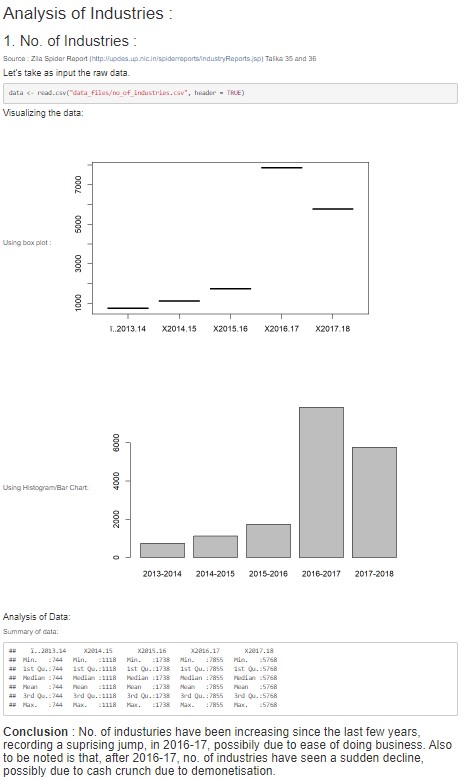 Analysis of Industries :
1. No. of Industries :
Source : Zila Spider Report (http://updes.up.nic.in/spiderreports/industryReports.jsp) Talika 35 and 36
Let's take as input the raw data.
data <- read.csv("data_files/no_of_industries.csv", header = TRUE)
Visualizing the data:
7000
5000
Using box plot :
3000
1000
ï..2013.14 X2014.15 X2015.16 X2016.17 X2017.18
6000
4000
Using Histogram/Bar Chart:
2000
0
2013-2014 2014-2015 2015-2016 2016-2017 2017-2018
Analysis of Data:
Summary of data:
## ï..2013.14 X2014.15 X2015.16 X2016.17 X2017.18
## Min. :744 Min. :1118 Min. :1738 Min. :7855 Min. :5768
## 1st Qu.:744 1st Qu.:1118 1st Qu.:1738 1st Qu.:7855 1st Qu.:5768
## Median :744 Median :1118 Median :1738 Median :7855 Median :5768
## Mean :744 Mean :1118 Mean :1738 Mean :7855 Mean :5768
## 3rd Qu.:744 3rd Qu.:1118 3rd Qu.:1738 3rd Qu.:7855 3rd Qu.:5768
## Max. :744 Max. :1118 Max. :1738 Max. :7855 Max. :5768
Conclusion : No. of industuries have been increasing since the last few years,
recording a suprising jump, in 2016-17, possibily due to ease of doing business. Also
to be noted is that, after 2016-17, no. of industries have seen a sudden decline,
possibly due to cash crunch due to demonetisation.